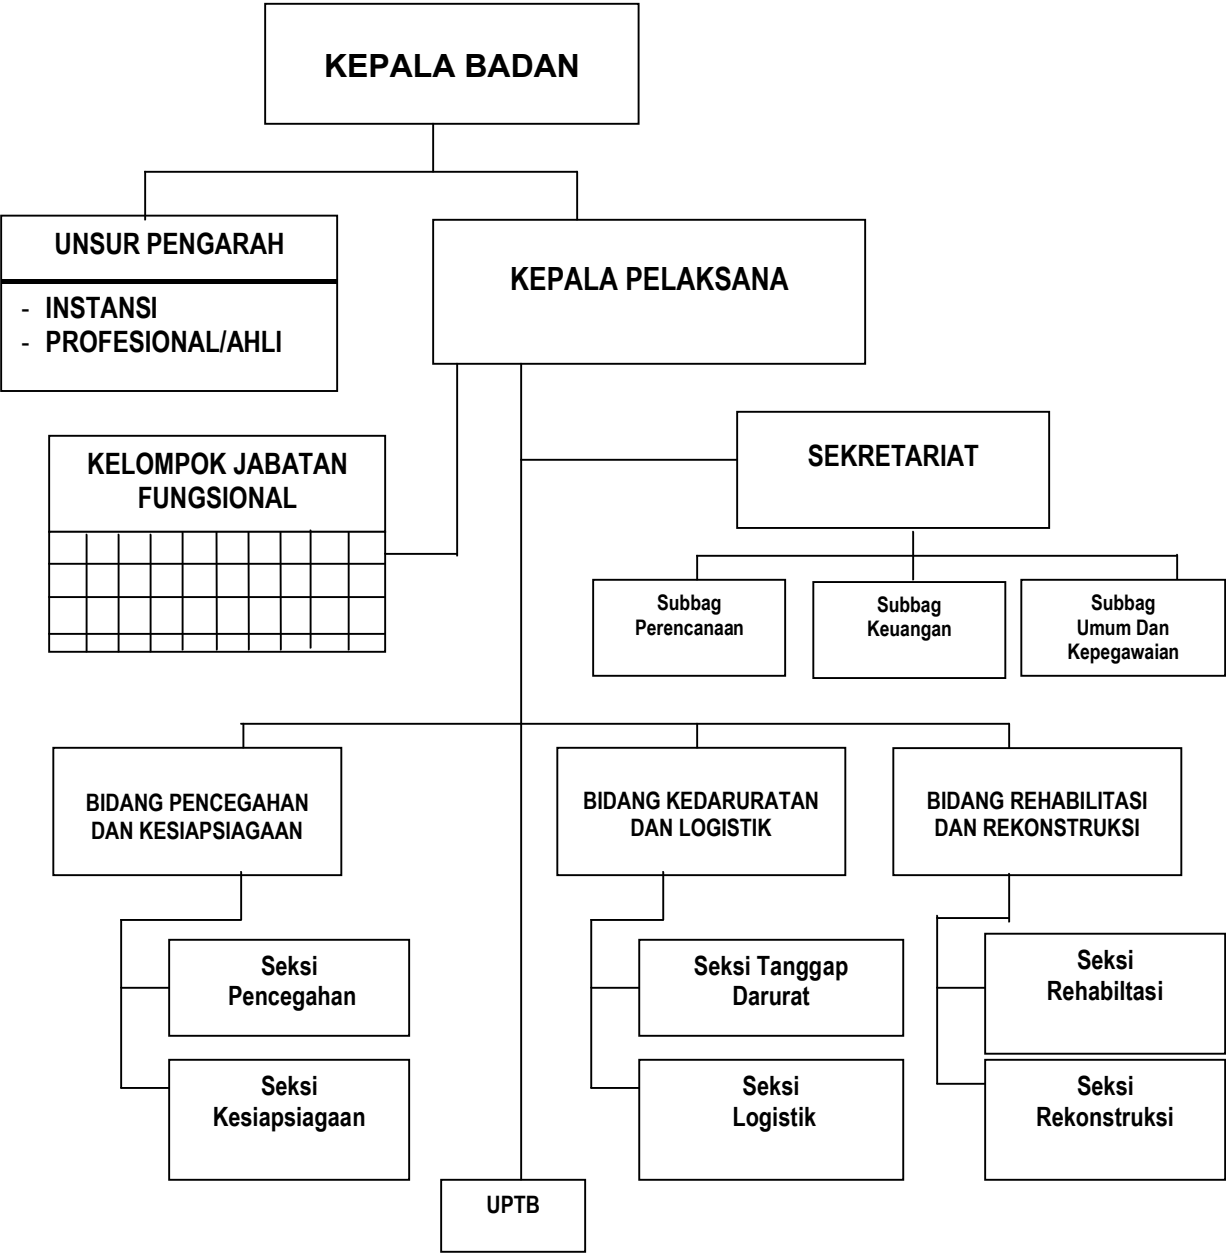 KEPALA BADAN
UNSUR PENGARAH
- INSTANSI
- PROFESIONAL/AHLI
KEPALA PELAKSANA
KELOMPOK JABATAN
FUNGSIONAL
SEKRETARIAT
Subbag
Perencanaan
Subbag
Keuangan
Subbag
Umum Dan
Kepegawaian
BIDANG PENCEGAHAN
DAN KESIAPSIAGAAN
BIDANG KEDARURATAN
DAN LOGISTIK
BIDANG REHABILITASI
DAN REKONSTRUKSI
Seksi
Pencegahan
Seksi Tanggap
Darurat
Seksi
Rehabiltasi
Seksi
Kesiapsiagaan
Seksi
Logistik
Seksi
Rekonstruksi
UPTB